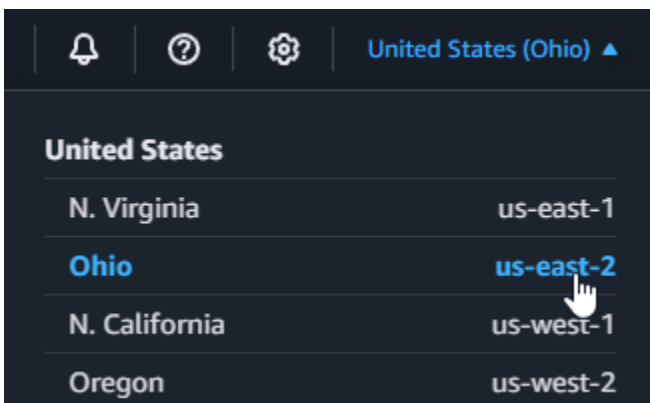 United States (Ohio) ▲
United States
N. Virginia us-east-1
Ohio us-east-2
N. California us-west-1
Oregon us-west-2